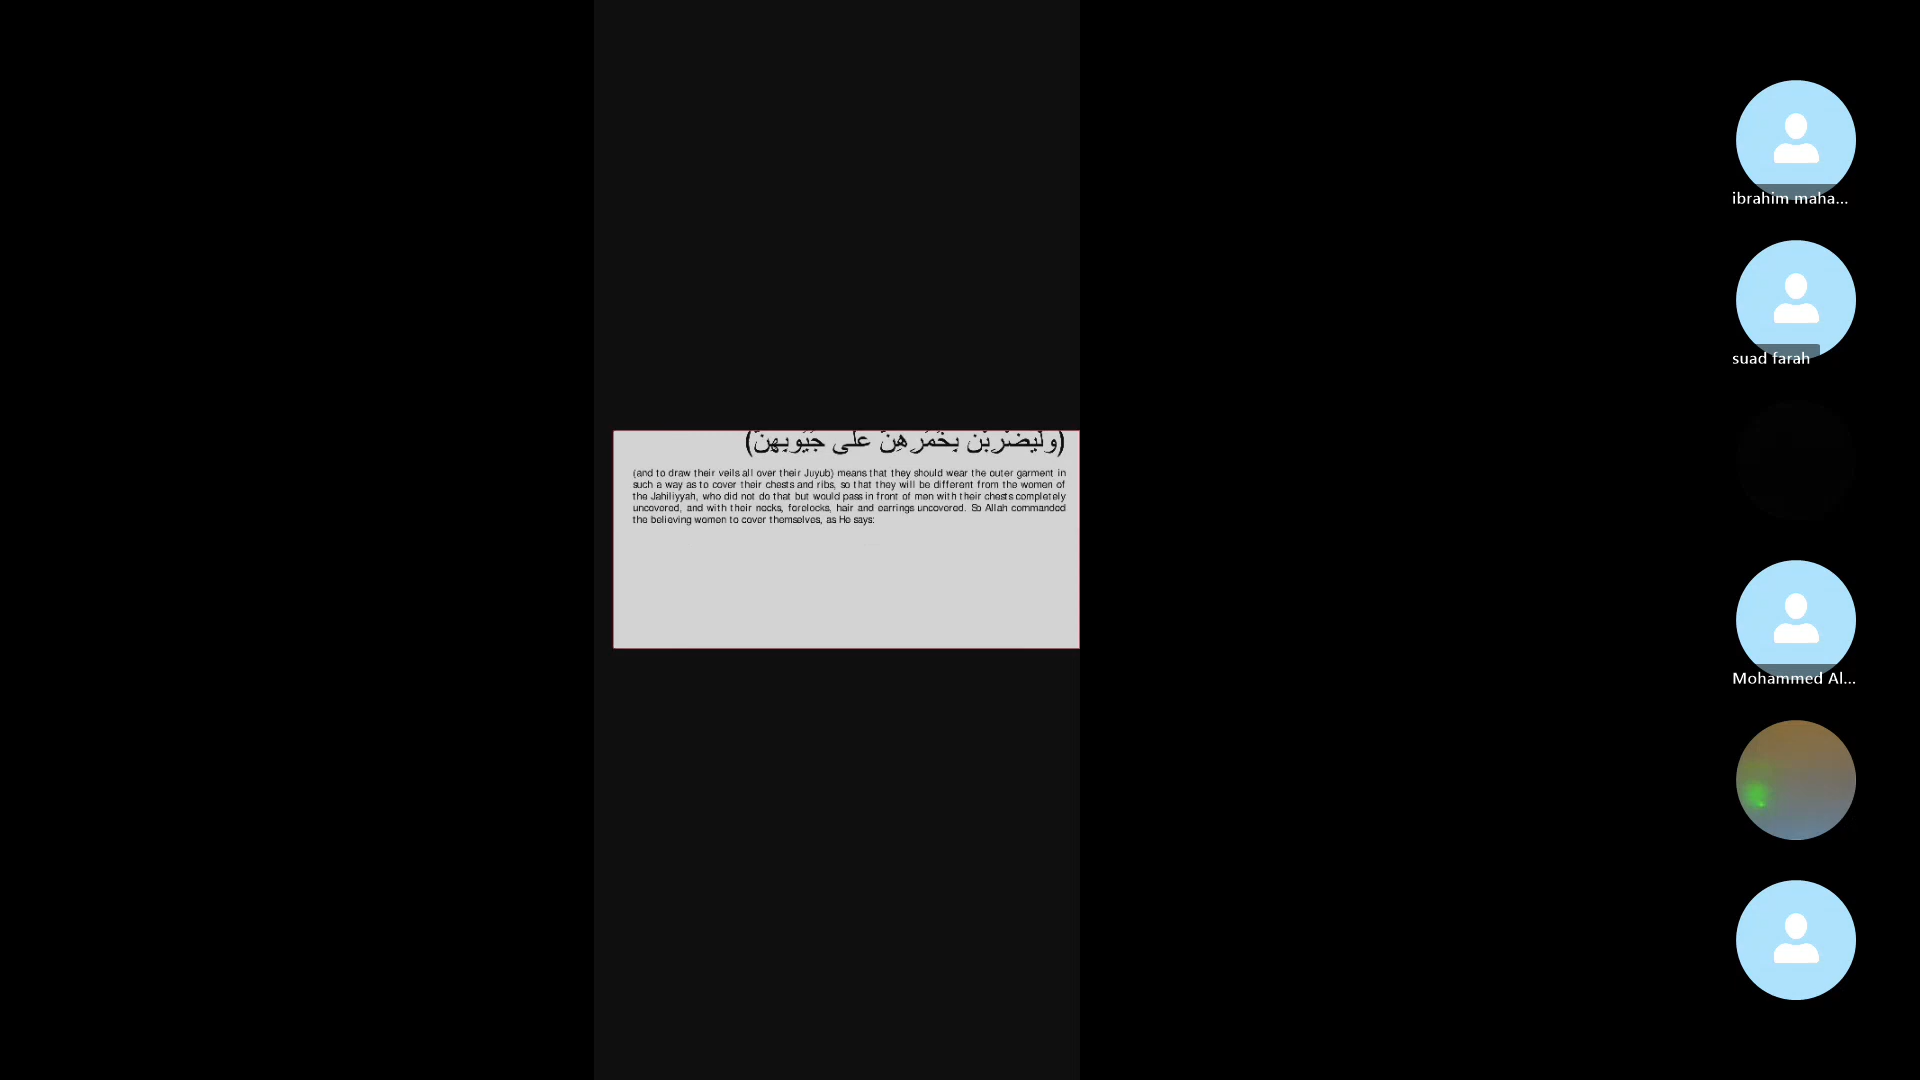 (وَلْيَضْرِبْنَ بِخُمُرِهِنَّ عَلَى جُيُوبِهِنَّ)
(and to draw their veils all over their Juyub) means that they should wear the outer garment in
such a way as to cover their chests and ribs, so that they will be different from the women of
the Jahiliyyah, who did not do that but would pass in front of men with their chests completely
uncovered, and with their necks, forelocks, hair and earrings uncovered. So Allah commanded
the believing women to cover themselves, as He says:
ibrahim maha...
suad farah
Mohammed Al...